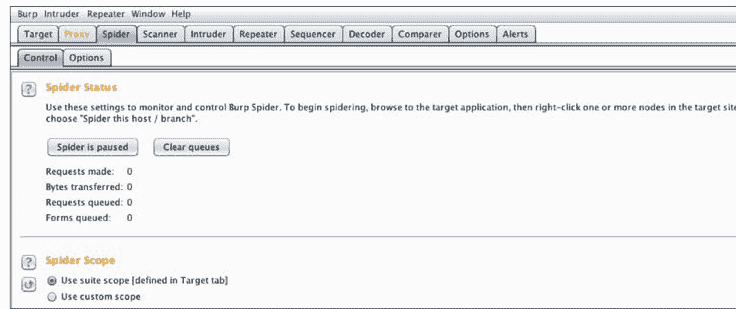 Burp Intruder Repeater Window Help
Target Proxy Spider Scanner Intruder Repeater Sequencer Decoder Comparer Options Alerts
Control Options
? Spider Status
Use these settings to monitor and control Burp Spider. To begin spidering, browse to the target application, then right-click one or more nodes in the target site
choose "Spider this host / branch".
Spider is paused Clear queues
Requests made: 0
Bytes transferred: 0
Requests queued: 0
Forms queued: 0
? Spider Scope
Use suite scope [defined in Target tab]
Use custom scope